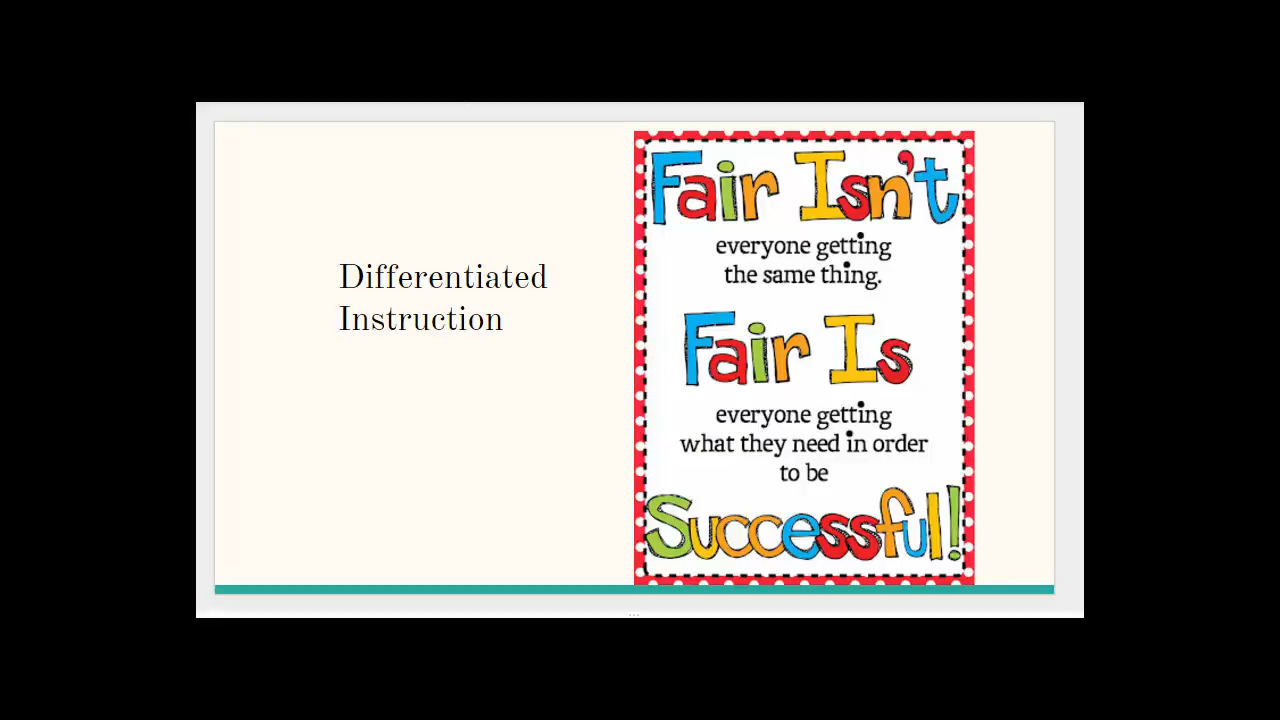 Differentiated
Instruction
Fair Isn't
everyone getting
the same thing.
Fair Is
everyone getting
what they need in order
to be
Successful!